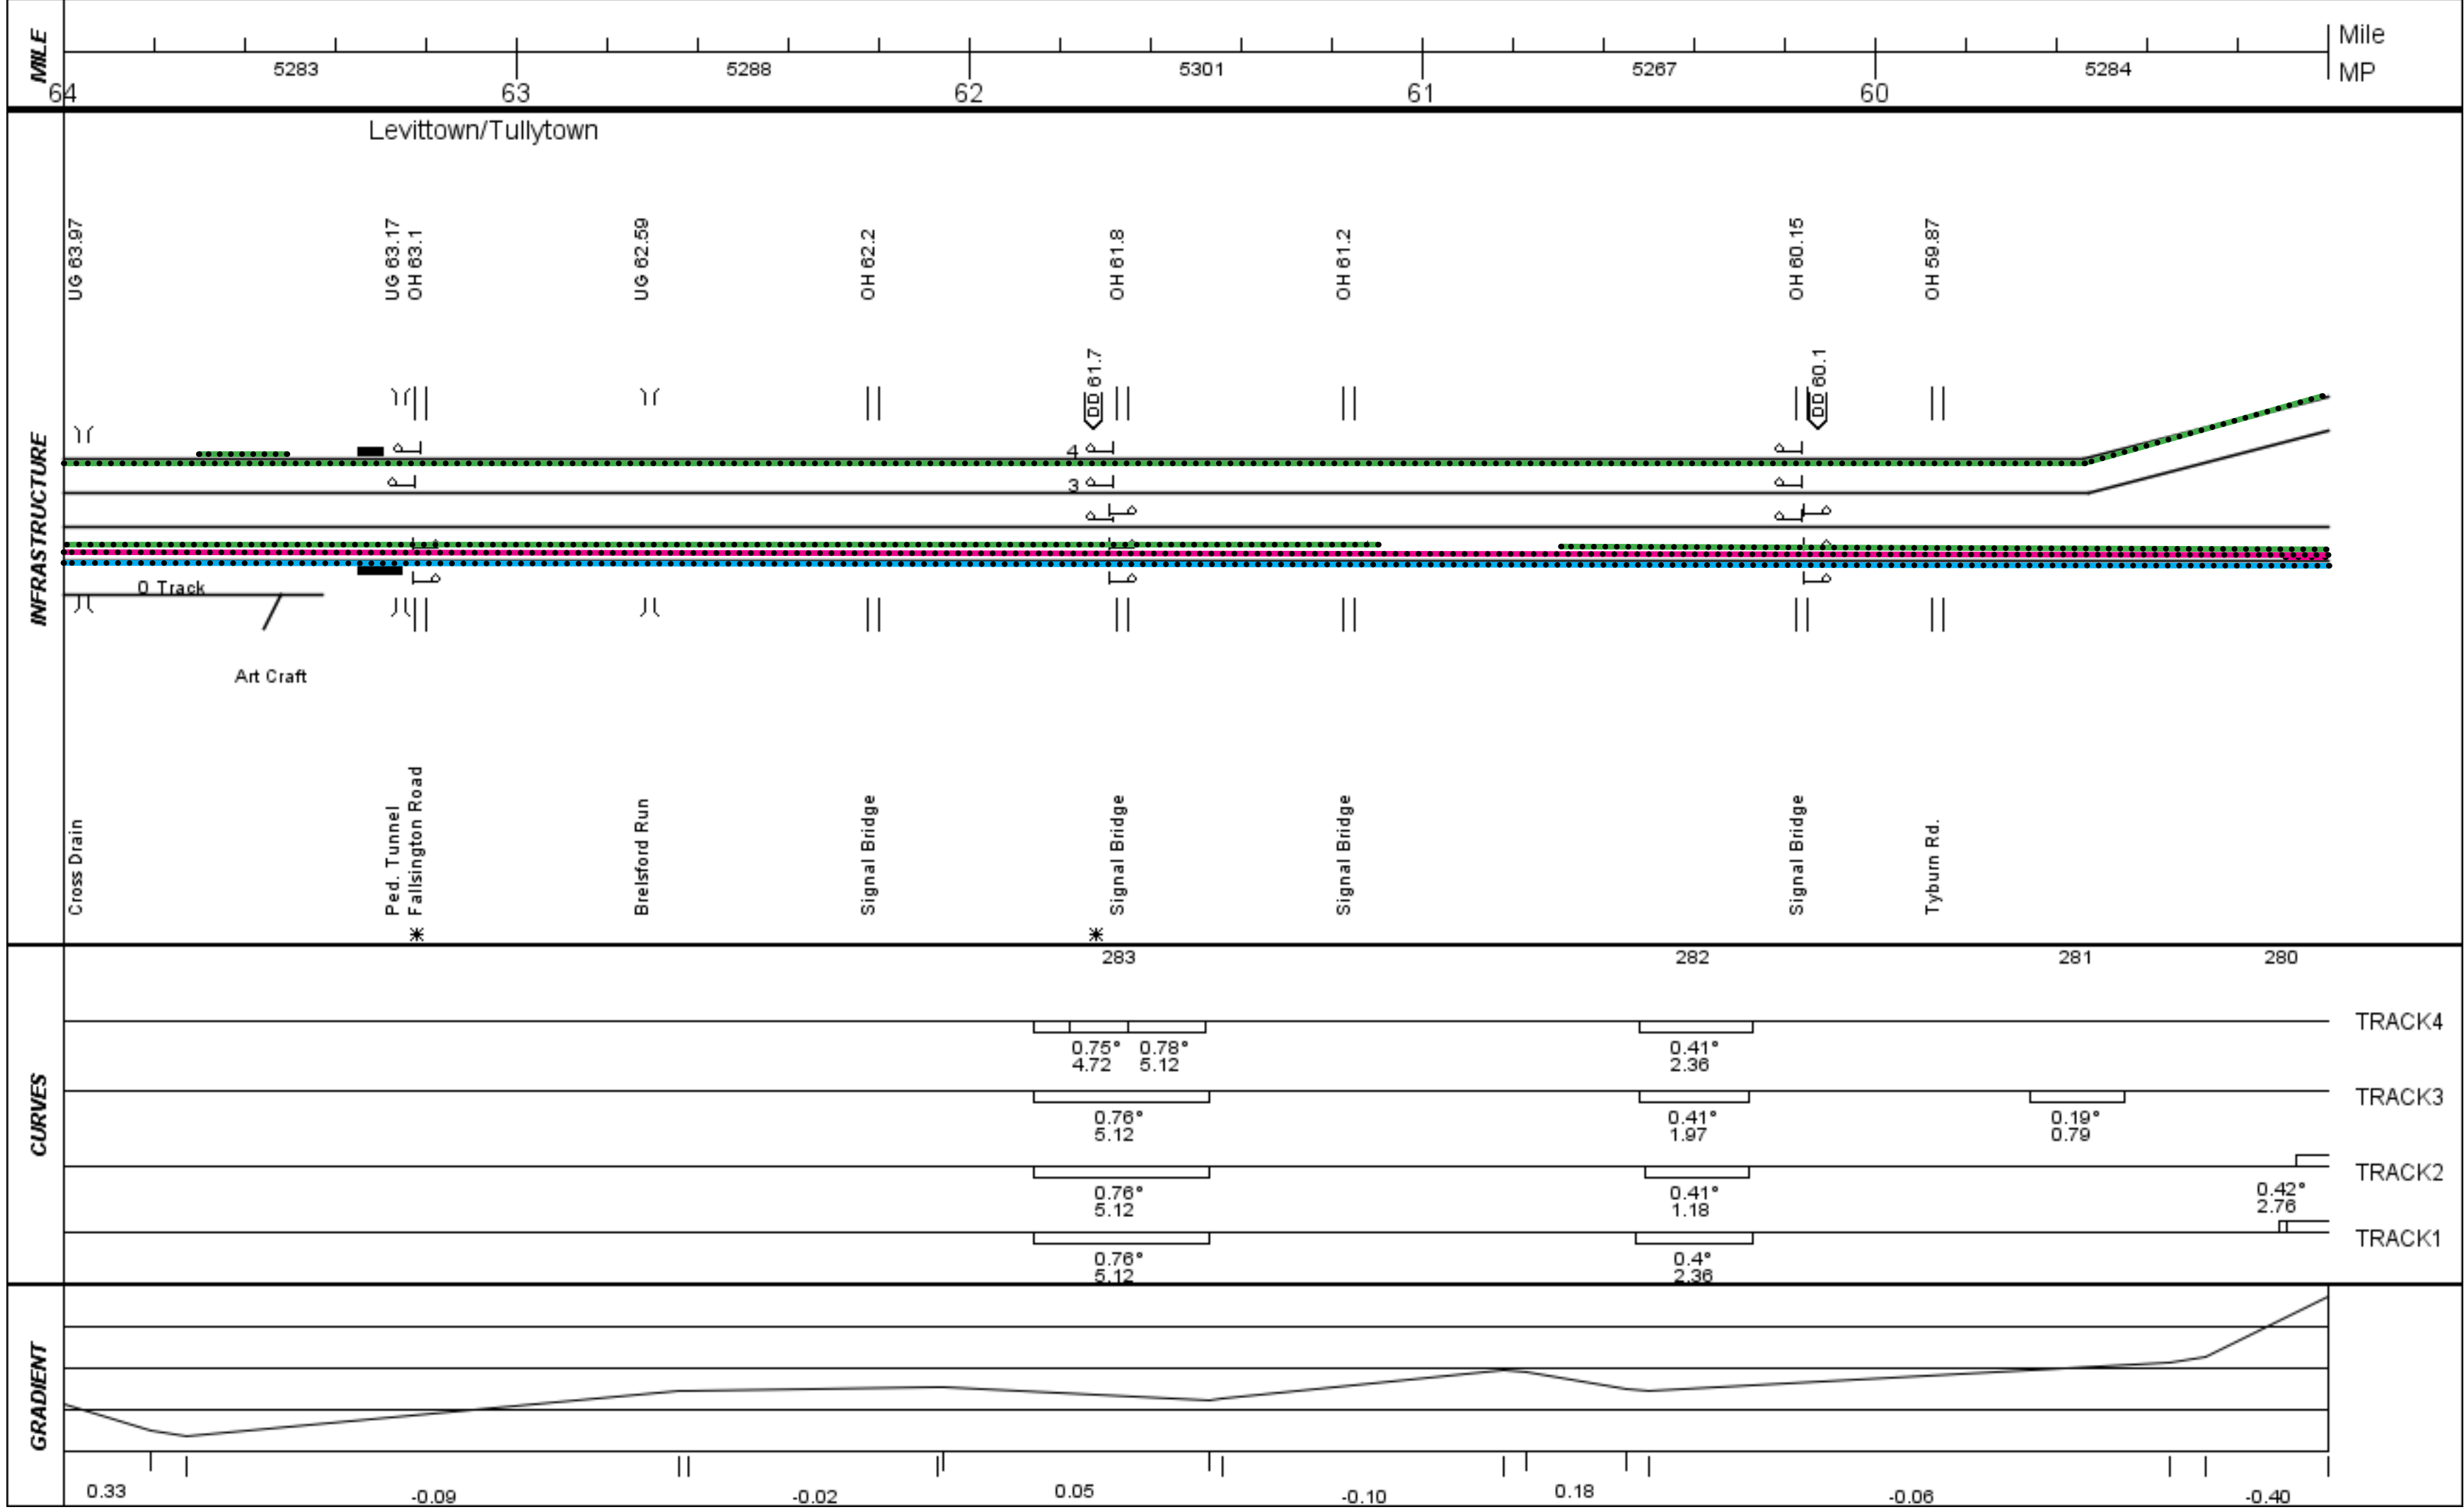 MILE
Mile
5283 5288 5301 5267 5284
MP
64 63 62 61 60
Levittown/Tullytown
UG 63.97
UG 63.17
OH 63.1
UG 62.59
OH 62.2
OH 61.8
OH 61.2
OH 60.15
OH 59.87
DD 61.7
DD 60.1
INFRASTRUCTURE
4
3
0 Track
Art Craft
Cross Drain
Ped. Tunnel
Fallsington Road
Brelsford Run
Signal Bridge
Signal Bridge
Signal Bridge
Signal Bridge
Tyburn Rd.
* *
283 282 281 280
CURVES
TRACK4
0.75° 0.78° 0.41°
4.72 5.12 2.36
TRACK3
0.76° 0.41° 0.19°
5.12 1.97 0.79
TRACK2
0.76° 0.41° 0.42°
5.12 1.18 2.76
TRACK1
0.76° 0.4°
5.12 2.36
GRADIENT
0.33 -0.09 -0.02 0.05 -0.10 0.18 -0.06 -0.40